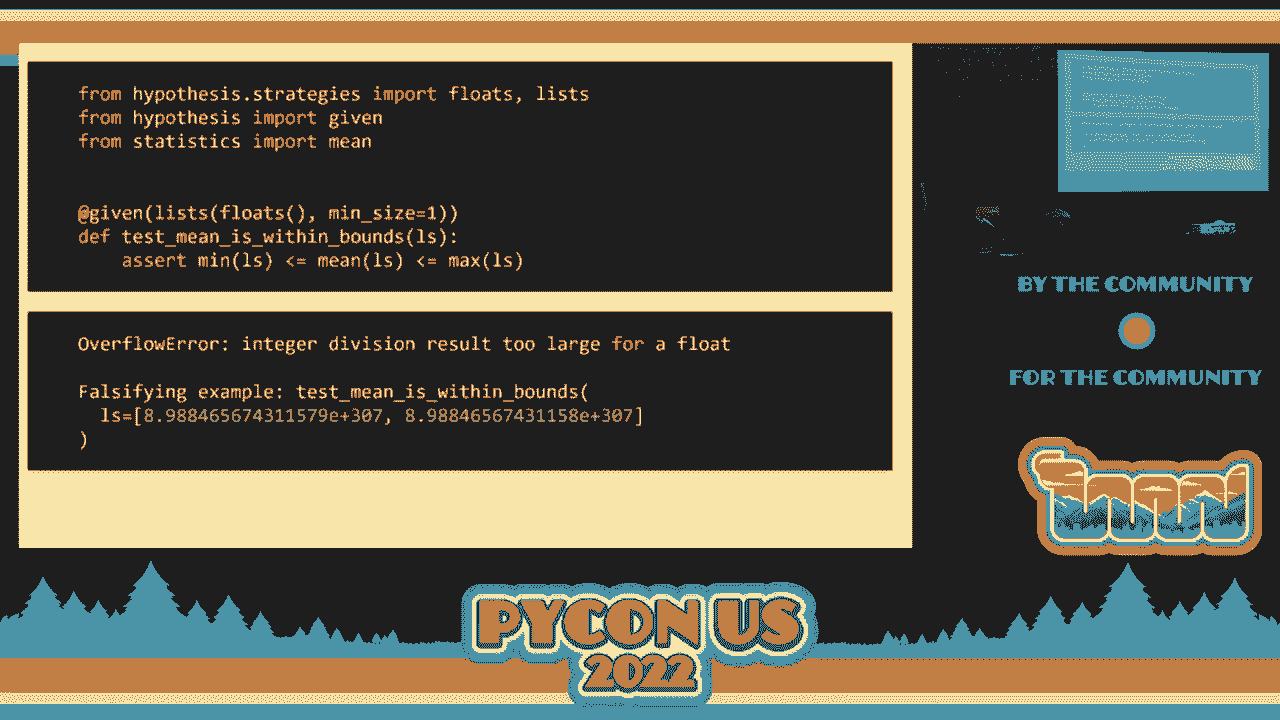 from hypothesis.strategies import floats, lists
from hypothesis import given
from statistics import mean
@given(lists(floats(), min_size=1))
def test_mean_is_within_bounds(ls):
    assert min(ls) <= mean(ls) <= max(ls)
OverflowError: integer division result too large for a float
Falsifying example: test_mean_is_within_bounds(
  ls=[8.988465674311579e+307, 8.98846567431158e+307]
)
BY THE COMMUNITY
FOR THE COMMUNITY
PYCON US
2022